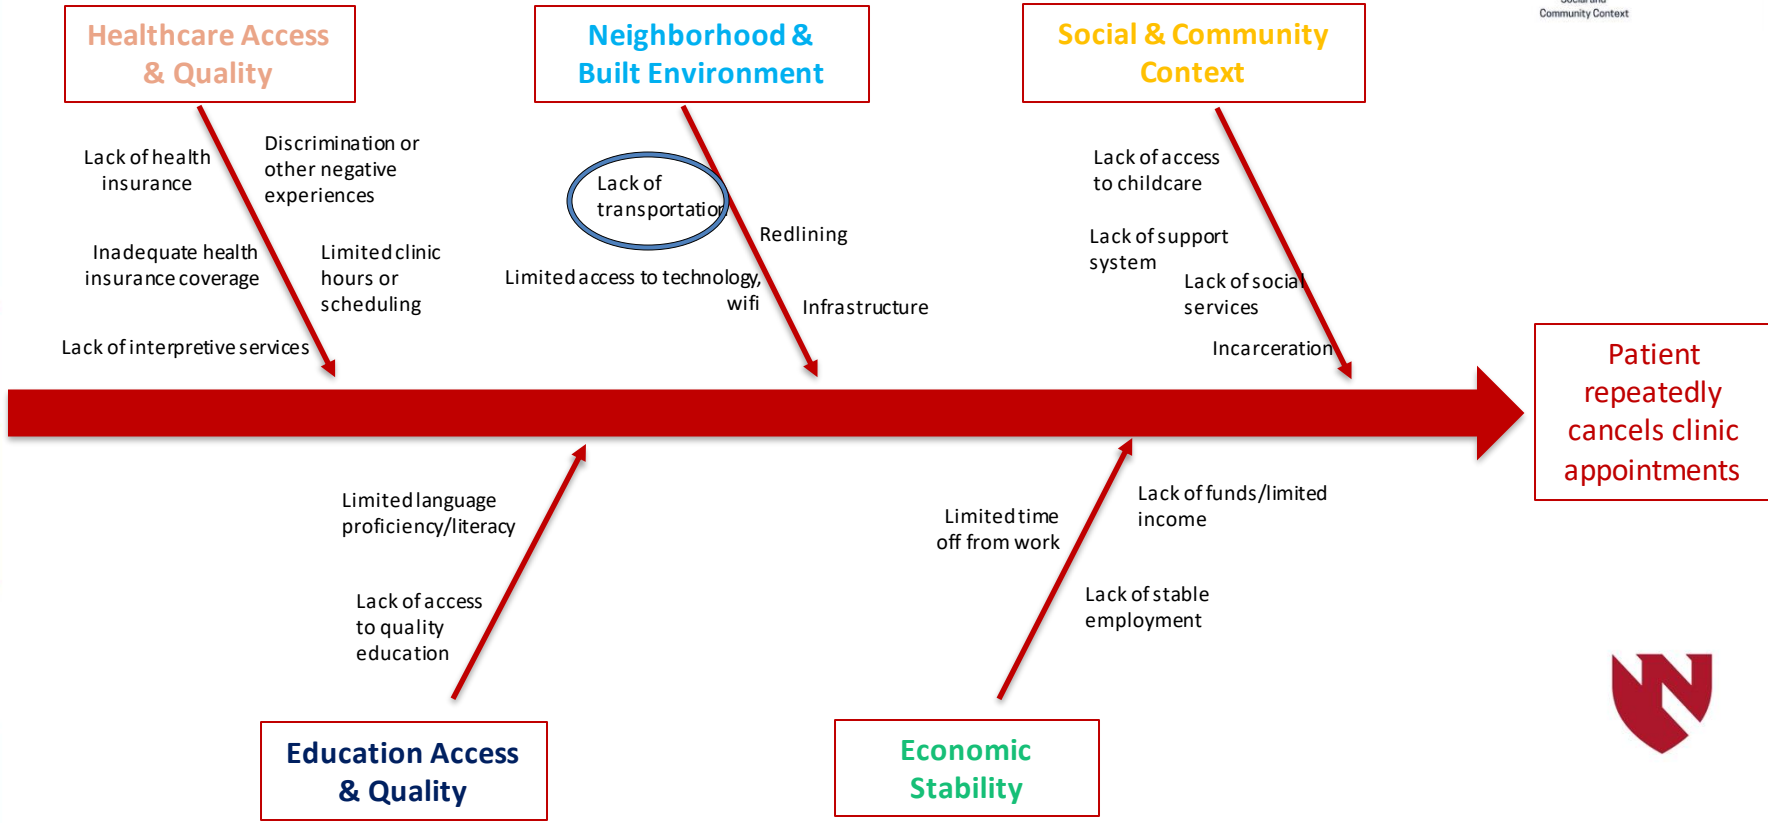 Social and
Community Context
Healthcare Access
& Quality
Neighborhood &
Built Environment
Social & Community
Context
Lack of health
insurance
Discrimination or
other negative
experiences
Inadequate health
insurance coverage
Limited clinic
hours or
scheduling
Lack of interpretive services
Lack of
transportation
Redlining
Limited access to technology,
wifi
Infrastructure
Lack of access
to childcare
Lack of support
system
Lack of social
services
Incarceration
Patient
repeatedly
cancels clinic
appointments
Limited language
proficiency/literacy
Lack of access
to quality
education
Limited time
off from work
Lack of funds/limited
income
Lack of stable
employment
Education Access
& Quality
Economic
Stability